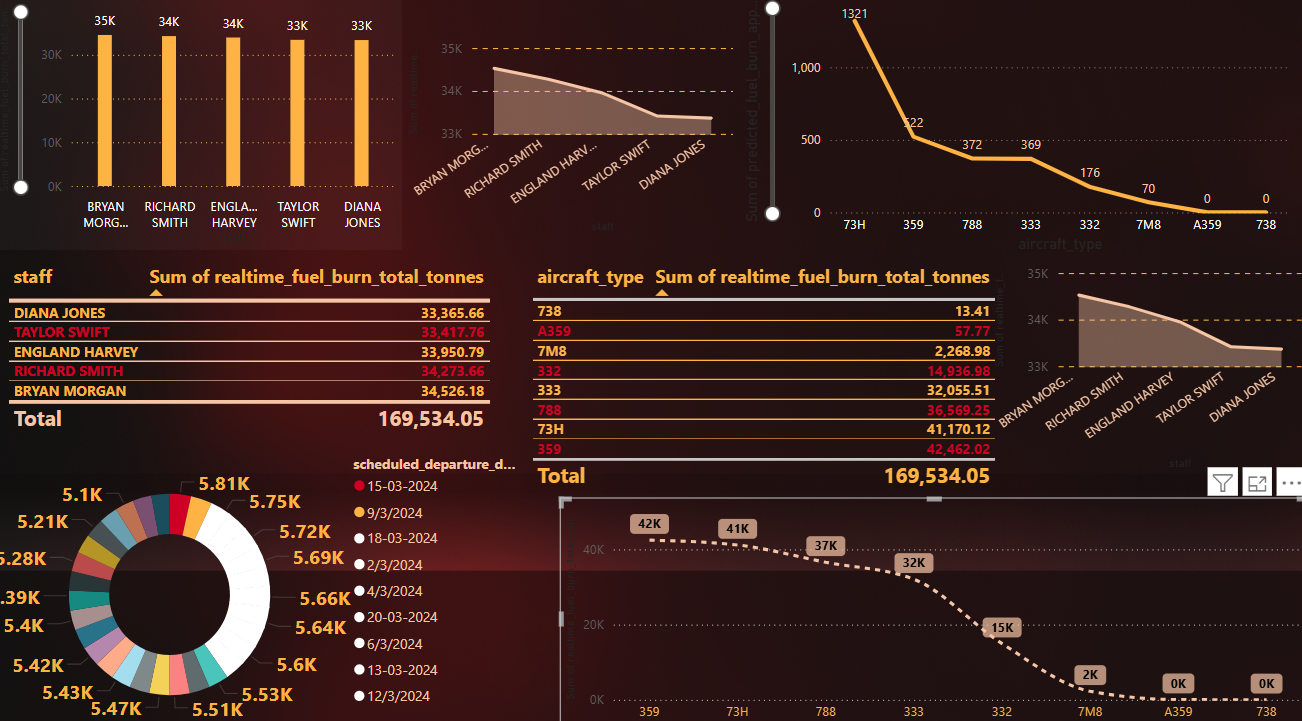 35K
34K
34K
33K
33K
30K
20K
10K
0K
BRYAN MORG...
RICHARD SMITH
ENGLA... HARVEY
TAYLOR SWIFT
DIANA JONES
35K
34K
33K
BRYAN MORG...
RICHARD SMITH
ENGLAND HARV...
TAYLOR SWIFT
DIANA JONES
staff
Sum of predicted_fuel_burn_app...
1321
522
372
369
176
70
0
0
1,000
500
0
73H
359
788
333
332
7M8
A359
738
aircraft_type
staff Sum of realtime_fuel_burn_total_tonnes
DIANA JONES 33,365.66
TAYLOR SWIFT 33,417.76
ENGLAND HARVEY 33,950.79
RICHARD SMITH 34,273.66
BRYAN MORGAN 34,526.18
Total 169,534.05
aircraft_type Sum of realtime_fuel_burn_total_tonnes
738 13.41
A359 57.77
7M8 2,268.98
332 14,936.98
333 32,055.51
788 36,569.25
73H 41,170.12
359 42,462.02
Total 169,534.05
35K
34K
33K
BRYAN MORG...
RICHARD SMITH
ENGLAND HARVEY
TAYLOR SWIFT
DIANA JONES
staff
5.81K
5.75K
5.72K
5.69K
5.66K
5.64K
5.6K
5.53K
5.51K
5.47K
5.43K
5.42K
5.4K
.39K
5.28K
5.21K
5.1K
scheduled_departure_d...
15-03-2024
9/3/2024
18-03-2024
2/3/2024
4/3/2024
20-03-2024
6/3/2024
13-03-2024
12/3/2024
42K
41K
37K
32K
15K
2K
0K
0K
40K
20K
0K
359
73H
788
333
332
7M8
A359
738